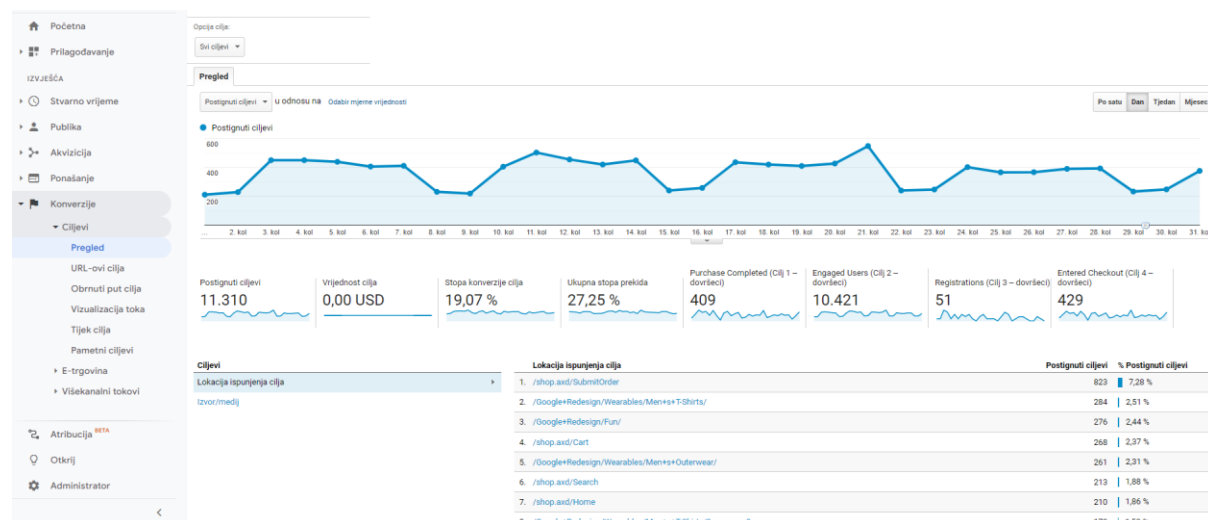 Početna
Prilagođavanje
IZVJEŠĆA
Stvarno vrijeme
Publika
Akvizicija
Ponašanje
Konverzije
Ciljevi
Pregled
URL-ovi cilja
Obrnuti put cilja
Vizualizacija toka
Tijek cilja
Pametni ciljevi
E-trgovina
Višekanalni tokovi
Atribucija BETA
Otkrij
Administrator
Opcija cilja:
Svi ciljevi
Pregled
Postignuti ciljevi u odnosu na Odabir mjerne vrijednosti
Po satu Dan Tjedan Mjesec
Postignuti ciljevi
600
400
200
... 2. kol 3. kol 4. kol 5. kol 6. kol 7. kol 8. kol 9. kol 10. kol 11. kol 12. kol 13. kol 14. kol 15. kol 16. kol 17. kol 18. kol 19. kol 20. kol 21. kol 22. kol 23. kol 24. kol 25. kol 26. kol 27. kol 28. kol 29. kol 30. kol 31. ko
Postignuti ciljevi
11.310
Vrijednost cilja
0,00 USD
Stopa konverzije cilja
19,07 %
Ukupna stopa prekida
27,25 %
Purchase Completed (Cilj 1 –
dovršeci)
409
Engaged Users (Cilj 2 –
dovršeci)
10.421
Registrations (Cilj 3 – dovršeci)
51
Entered Checkout (Cilj 4 –
dovršeci)
429
Ciljevi
Lokacija ispunjenja cilja
Izvor/medij
Lokacija ispunjenja cilja Postignuti ciljevi % Postignuti ciljevi
1. /shop.axd/SubmitOrder 823 7,28 %
2. /Google+Redesign/Wearables/Men+s+T-Shirts/ 284 2,51 %
3. /Google+Redesign/Fun/ 276 2,44 %
4. /shop.axd/Cart 268 2,37 %
5. /Google+Redesign/Wearables/Men+s+Outerwear/ 261 2,31 %
6. /shop.axd/Search 213 1,88 %
7. /shop.axd/Home 210 1,86 %